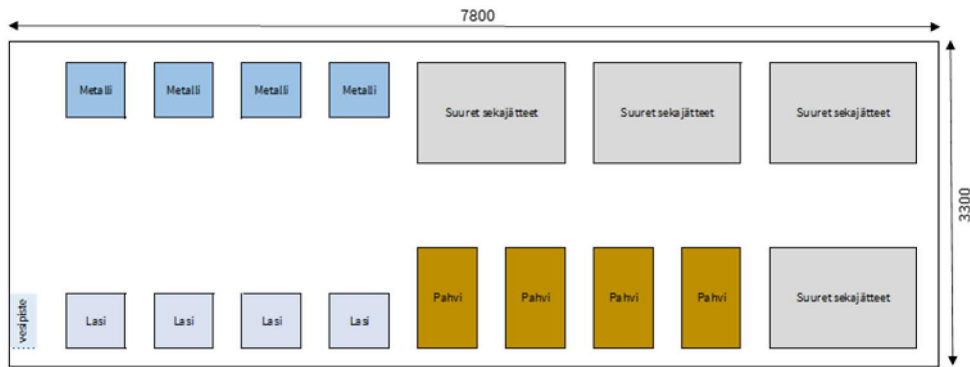 7800
Metalli
Metalli
Metalli
Metalli
Suuret sekajätteet
Suuret sekajätteet
Suuret sekajätteet
3300
vesipiste
Lasi
Lasi
Lasi
Lasi
Pahvi
Pahvi
Pahvi
Pahvi
Suuret sekajätteet